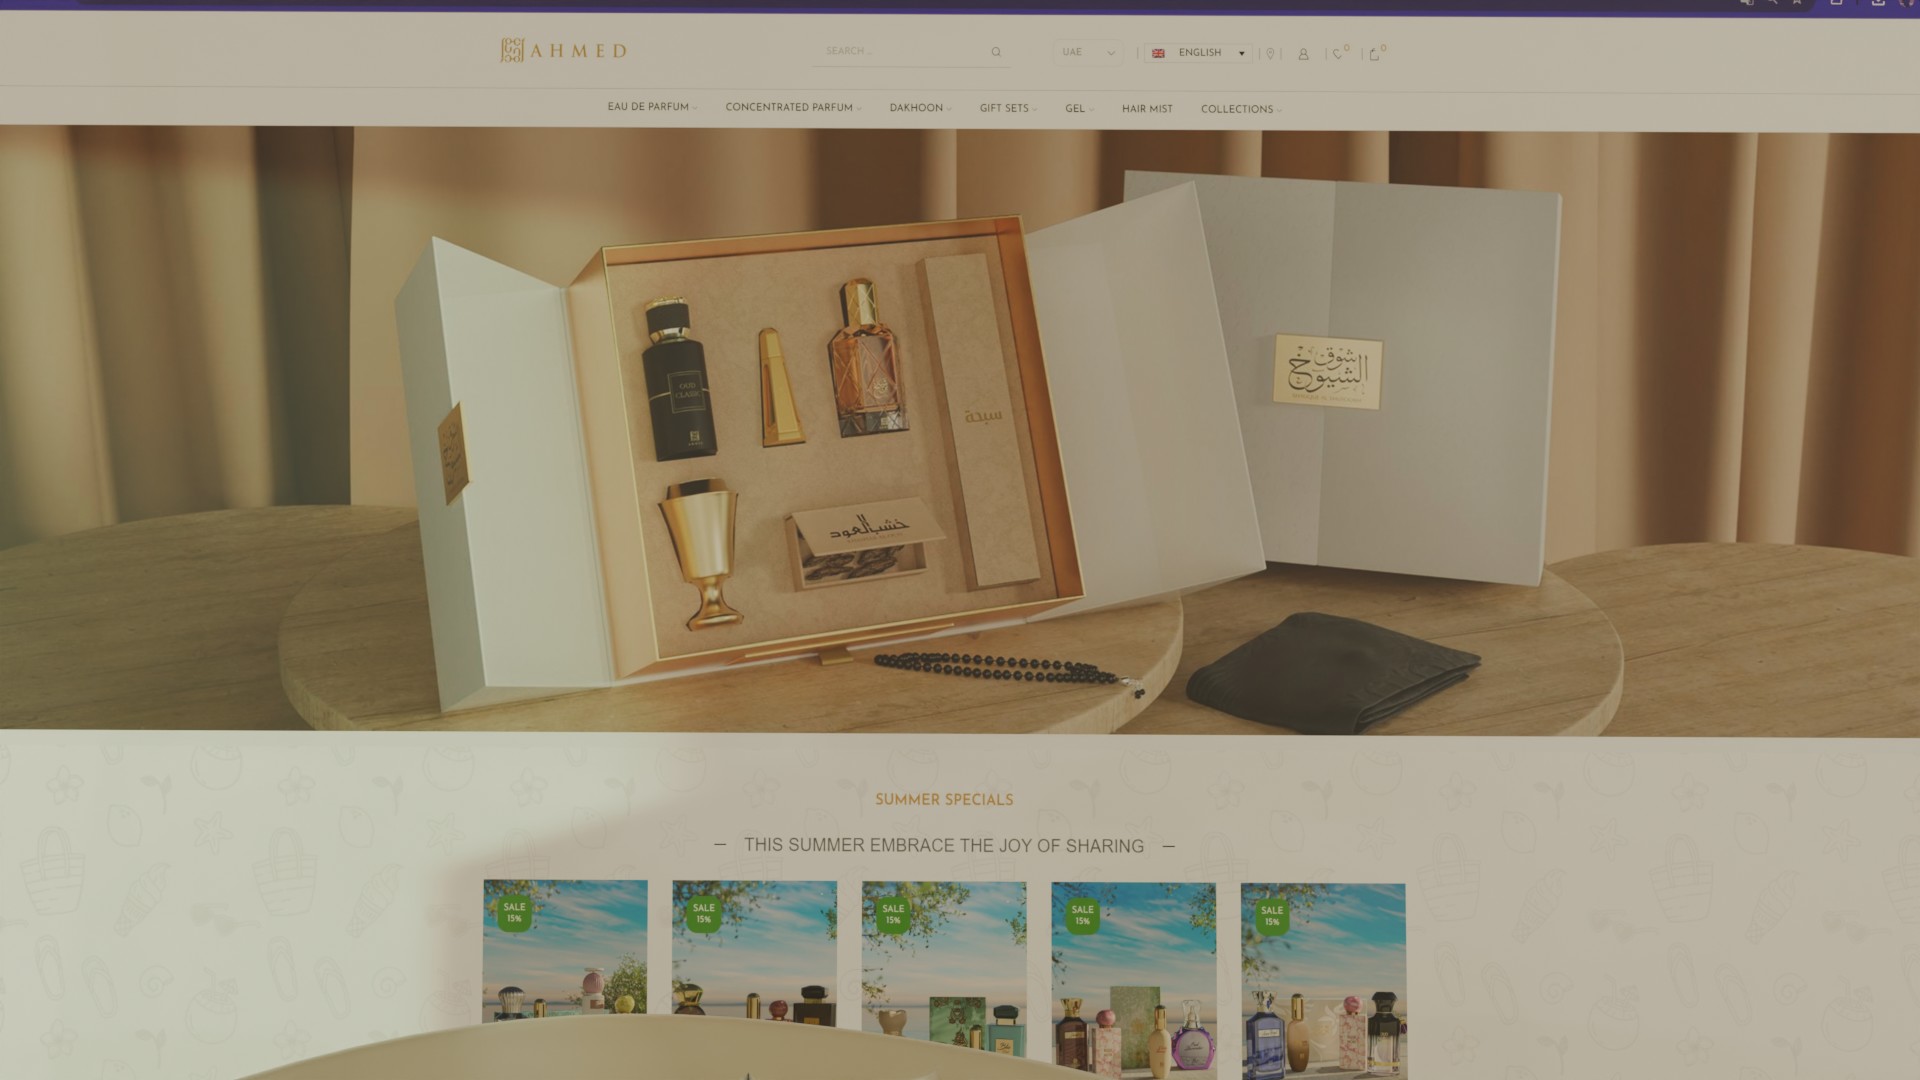 AHMED
SEARCH ...
UAE
ENGLISH
0
0
EAU DE PARFUM
CONCENTRATED PARFUM
DAKHOON
GIFT SETS
GEL
HAIR MIST
COLLECTIONS
OUD
CLASSIC
سبحة
خشب العود
شوق
الشيوخ
SUMMER SPECIALS
THIS SUMMER EMBRACE THE JOY OF SHARING
SALE
15%
SALE
15%
SALE
15%
SALE
15%
SALE
15%